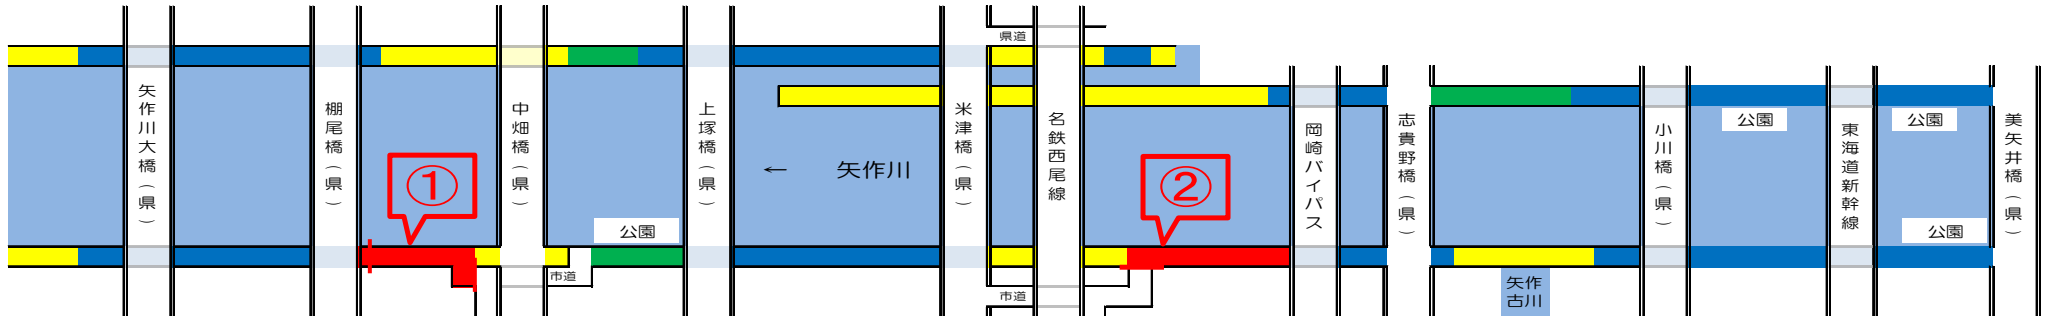 県道
矢作川大橋（県）
棚尾橋（県）
①
中畑橋（県）
市道
公園
上塚橋（県）
← 矢作川
米津橋（県）
市道
名鉄西尾線
②
岡崎バイパス
志貴野橋（県）
矢作
古川
小川橋（県）
公園
東海道新幹線
公園
公園
美矢井橋（県）